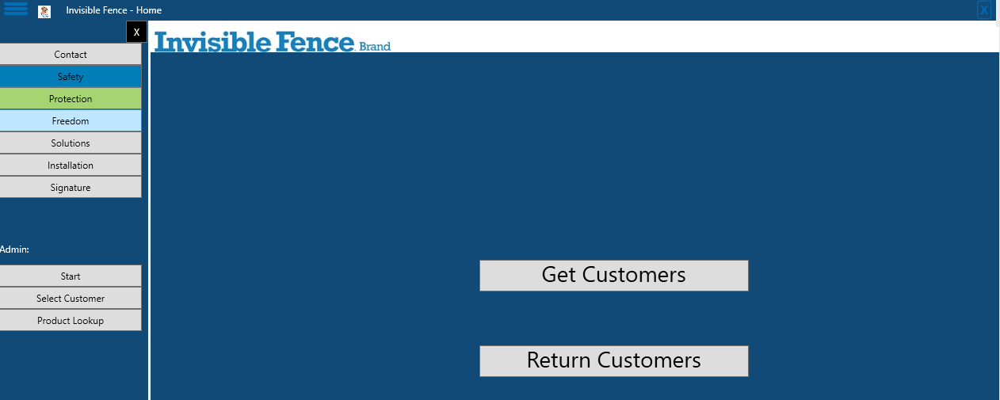 Invisible Fence - Home
X
X
Invisible Fence Brand
Contact
Safety
Protection
Freedom
Solutions
Installation
Signature
Admin:
Start
Select Customer
Product Lookup
Get Customers
Return Customers